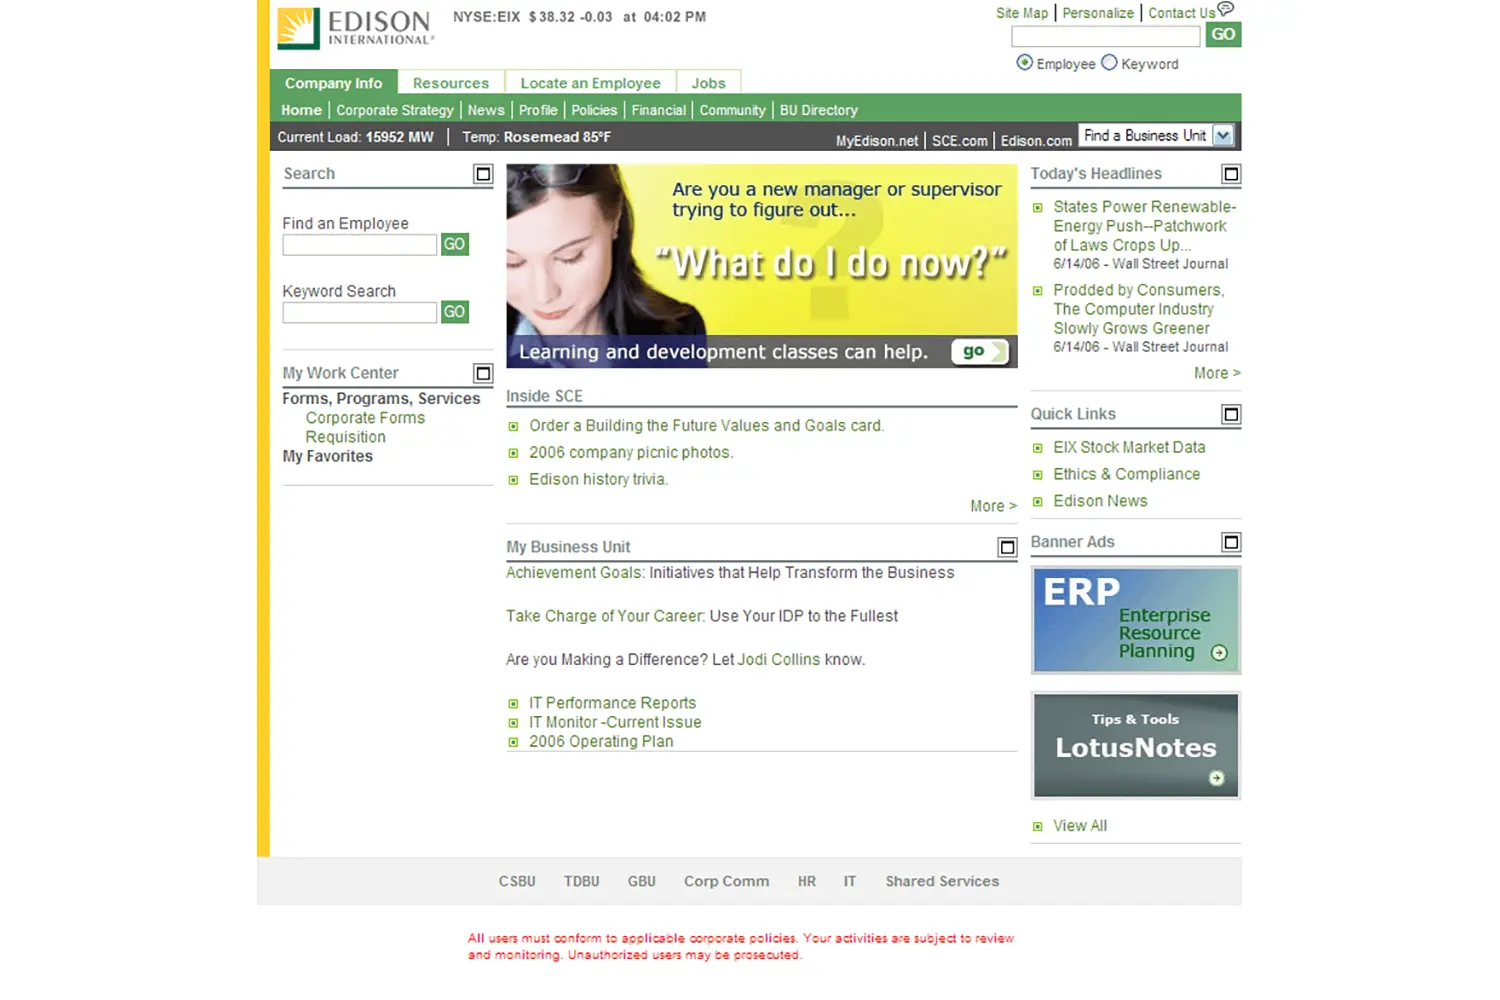 EDISON
INTERNATIONAL®
NYSE:EIX $38.32 -0.03 at 04:02 PM
Site Map | Personalize | Contact Us
GO
Employee Keyword
Company Info Resources Locate an Employee Jobs
Home | Corporate Strategy | News | Profile | Policies | Financial | Community | BU Directory
Current Load: 15952 MW | Temp: Rosemead 85°F
MyEdison.net | SCE.com | Edison.com Find a Business Unit
Search
Find an Employee
GO
Keyword Search
GO
My Work Center
Forms, Programs, Services
Corporate Forms
Requisition
My Favorites
Are you a new manager or supervisor
trying to figure out...
?
“What do I do now?”
Learning and development classes can help. go
Inside SCE
Order a Building the Future Values and Goals card.
2006 company picnic photos.
Edison history trivia.
More >
My Business Unit
Achievement Goals: Initiatives that Help Transform the Business
Take Charge of Your Career: Use Your IDP to the Fullest
Are you Making a Difference? Let Jodi Collins know.
IT Performance Reports
IT Monitor -Current Issue
2006 Operating Plan
Today's Headlines
States Power Renewable-
Energy Push--Patchwork
of Laws Crops Up...
6/14/06 - Wall Street Journal
Prodded by Consumers,
The Computer Industry
Slowly Grows Greener
6/14/06 - Wall Street Journal
More >
Quick Links
EIX Stock Market Data
Ethics & Compliance
Edison News
Banner Ads
ERP
Enterprise
Resource
Planning
Tips & Tools
LotusNotes
View All
CSBU TDBU GBU Corp Comm HR IT Shared Services
All users must conform to applicable corporate policies. Your activities are subject to review
and monitoring. Unauthorized users may be prosecuted.